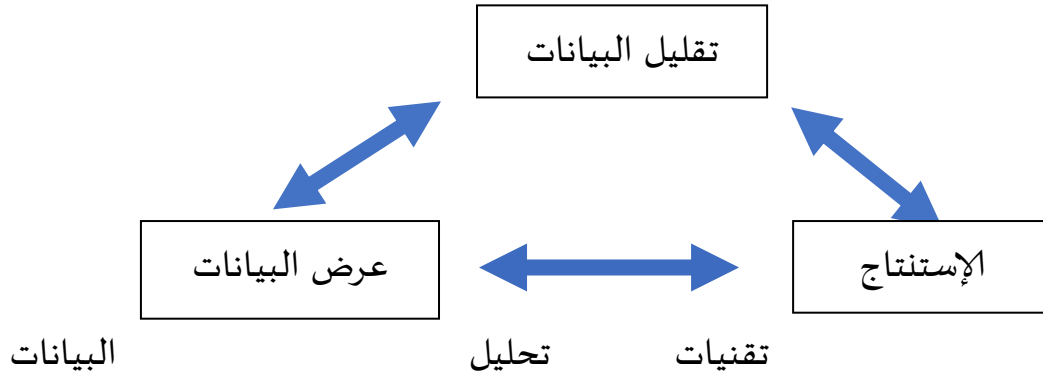 تقليل البيانات
الإستنتاج
عرض البيانات
تقنيات تحليل البيانات